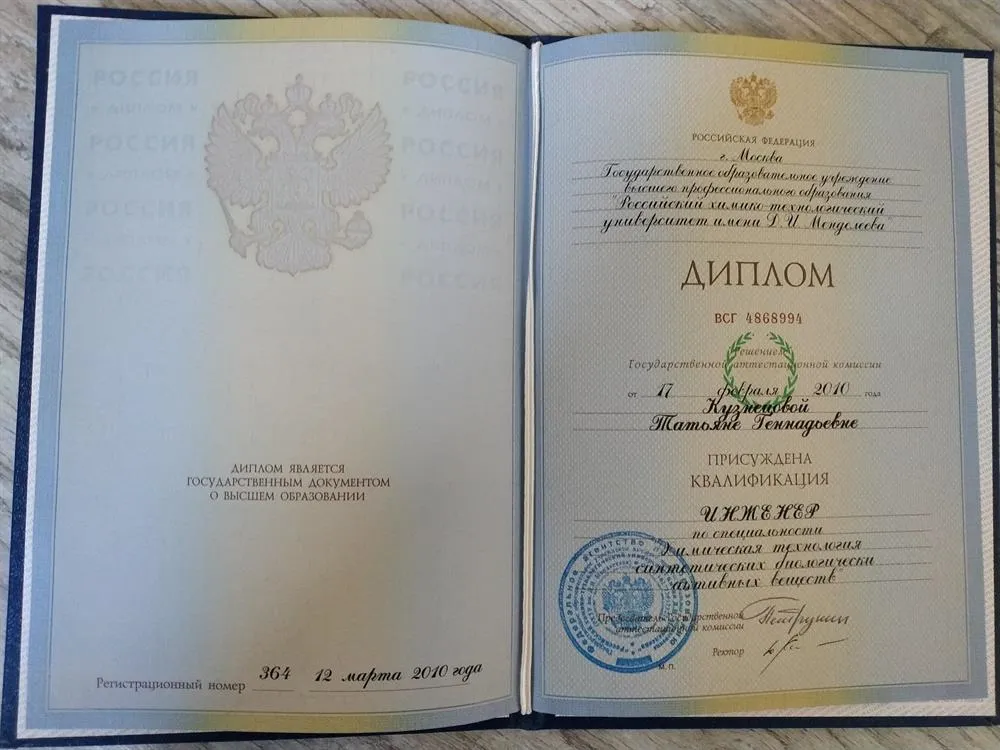 РОССИЯ
РОССИЯ
ДИПЛОМ ЯВЛЯЕТСЯ
ГОСУДАРСТВЕННЫМ ДОКУМЕНТОМ
О ВЫСШЕМ ОБРАЗОВАНИИ
Регистрационный номер 364 12 марта 2010 года
РОССИЙСКАЯ ФЕДЕРАЦИЯ
г. Москва
Государственное образовательное учреждение
высшего профессионального образования
"Российский химико-технологический
университет имени Д. И. Менделеева"
ДИПЛОМ
ВСГ 4868994
Решением
Государственной аттестационной комиссии
от 17 февраля 2010 года
Кузнецовой
Татьяне Геннадьевне
ПРИСУЖДЕНА
КВАЛИФИКАЦИЯ
ИНЖЕНЕР
по специальности
"Химическая технология
синтетических биологически
активных веществ"
Председатель Государственной
аттестационной комиссии
Ректор
М.П.